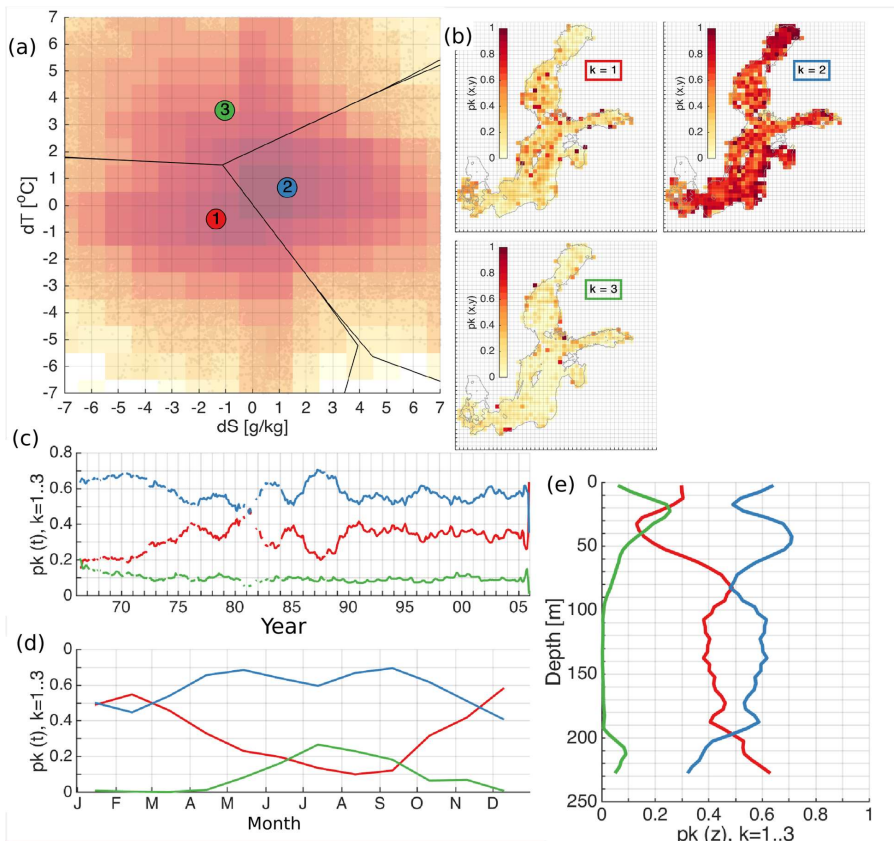 (a)
7
6
5
4
3
2
1
0
-1
-2
-3
-4
-5
-6
-7
dT [°C]
3
2
1
-7 -6 -5 -4 -3 -2 -1 0 1 2 3 4 5 6 7
dS [g/kg]
(b)
1
0.8
0.6
0.4
0.2
0
pk (x,y)
k = 1
1
0.8
0.6
0.4
0.2
0
pk (x,y)
k = 2
1
0.8
0.6
0.4
0.2
0
pk (x,y)
k = 3
(c)
0.8
0.6
0.4
0.2
0
pk (t), k=1..3
70 75 80 85 90 95 00 05
Year
(d)
0
0.6
0.4
0.2
0
pk (t), k=1..3
J F M A M J J A S O N D
Month
(e)
0
50
100
150
200
250
Depth [m]
0 0.2 0.4 0.6 0.8 1
pk (z), k=1..3